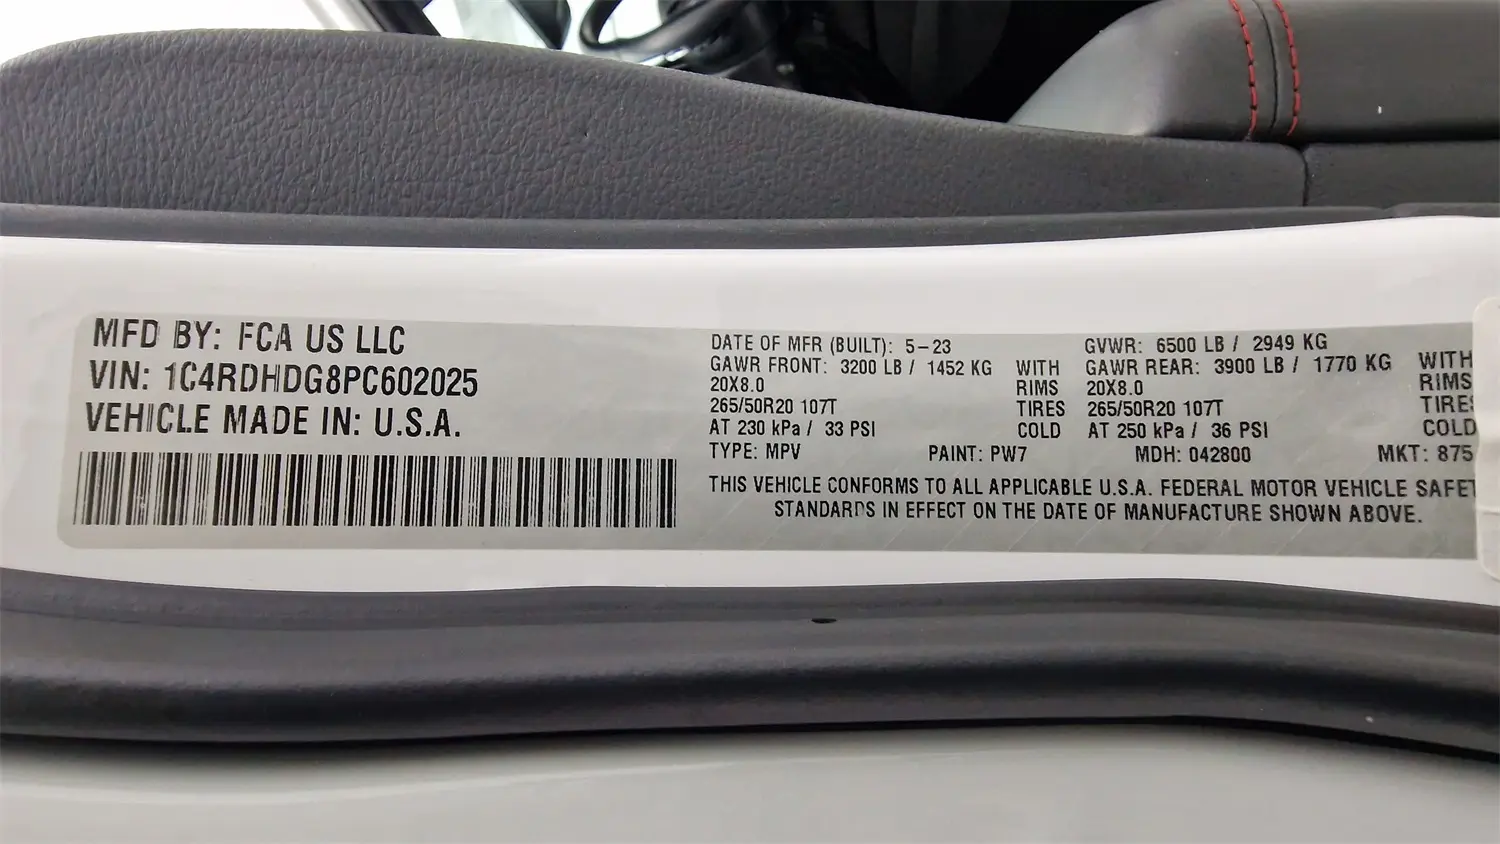 MFD BY: FCA US LLC
VIN: 1C4RDHDG8PC602025
VEHICLE MADE IN: U.S.A.
DATE OF MFR (BUILT): 5-23 GVWR: 6500 LB / 2949 KG
GAWR FRONT: 3200 LB / 1452 KG WITH GAWR REAR: 3900 LB / 1770 KG WITH
20X8.0 RIMS 20X8.0 RIMS
265/50R20 107T TIRES 265/50R20 107T TIRES
AT 230 kPa / 33 PSI COLD AT 250 kPa / 36 PSI COLD
TYPE: MPV PAINT: PW7 MDH: 042800 MKT: 875
THIS VEHICLE CONFORMS TO ALL APPLICABLE U.S.A. FEDERAL MOTOR VEHICLE SAFET
STANDARDS IN EFFECT ON THE DATE OF MANUFACTURE SHOWN ABOVE.